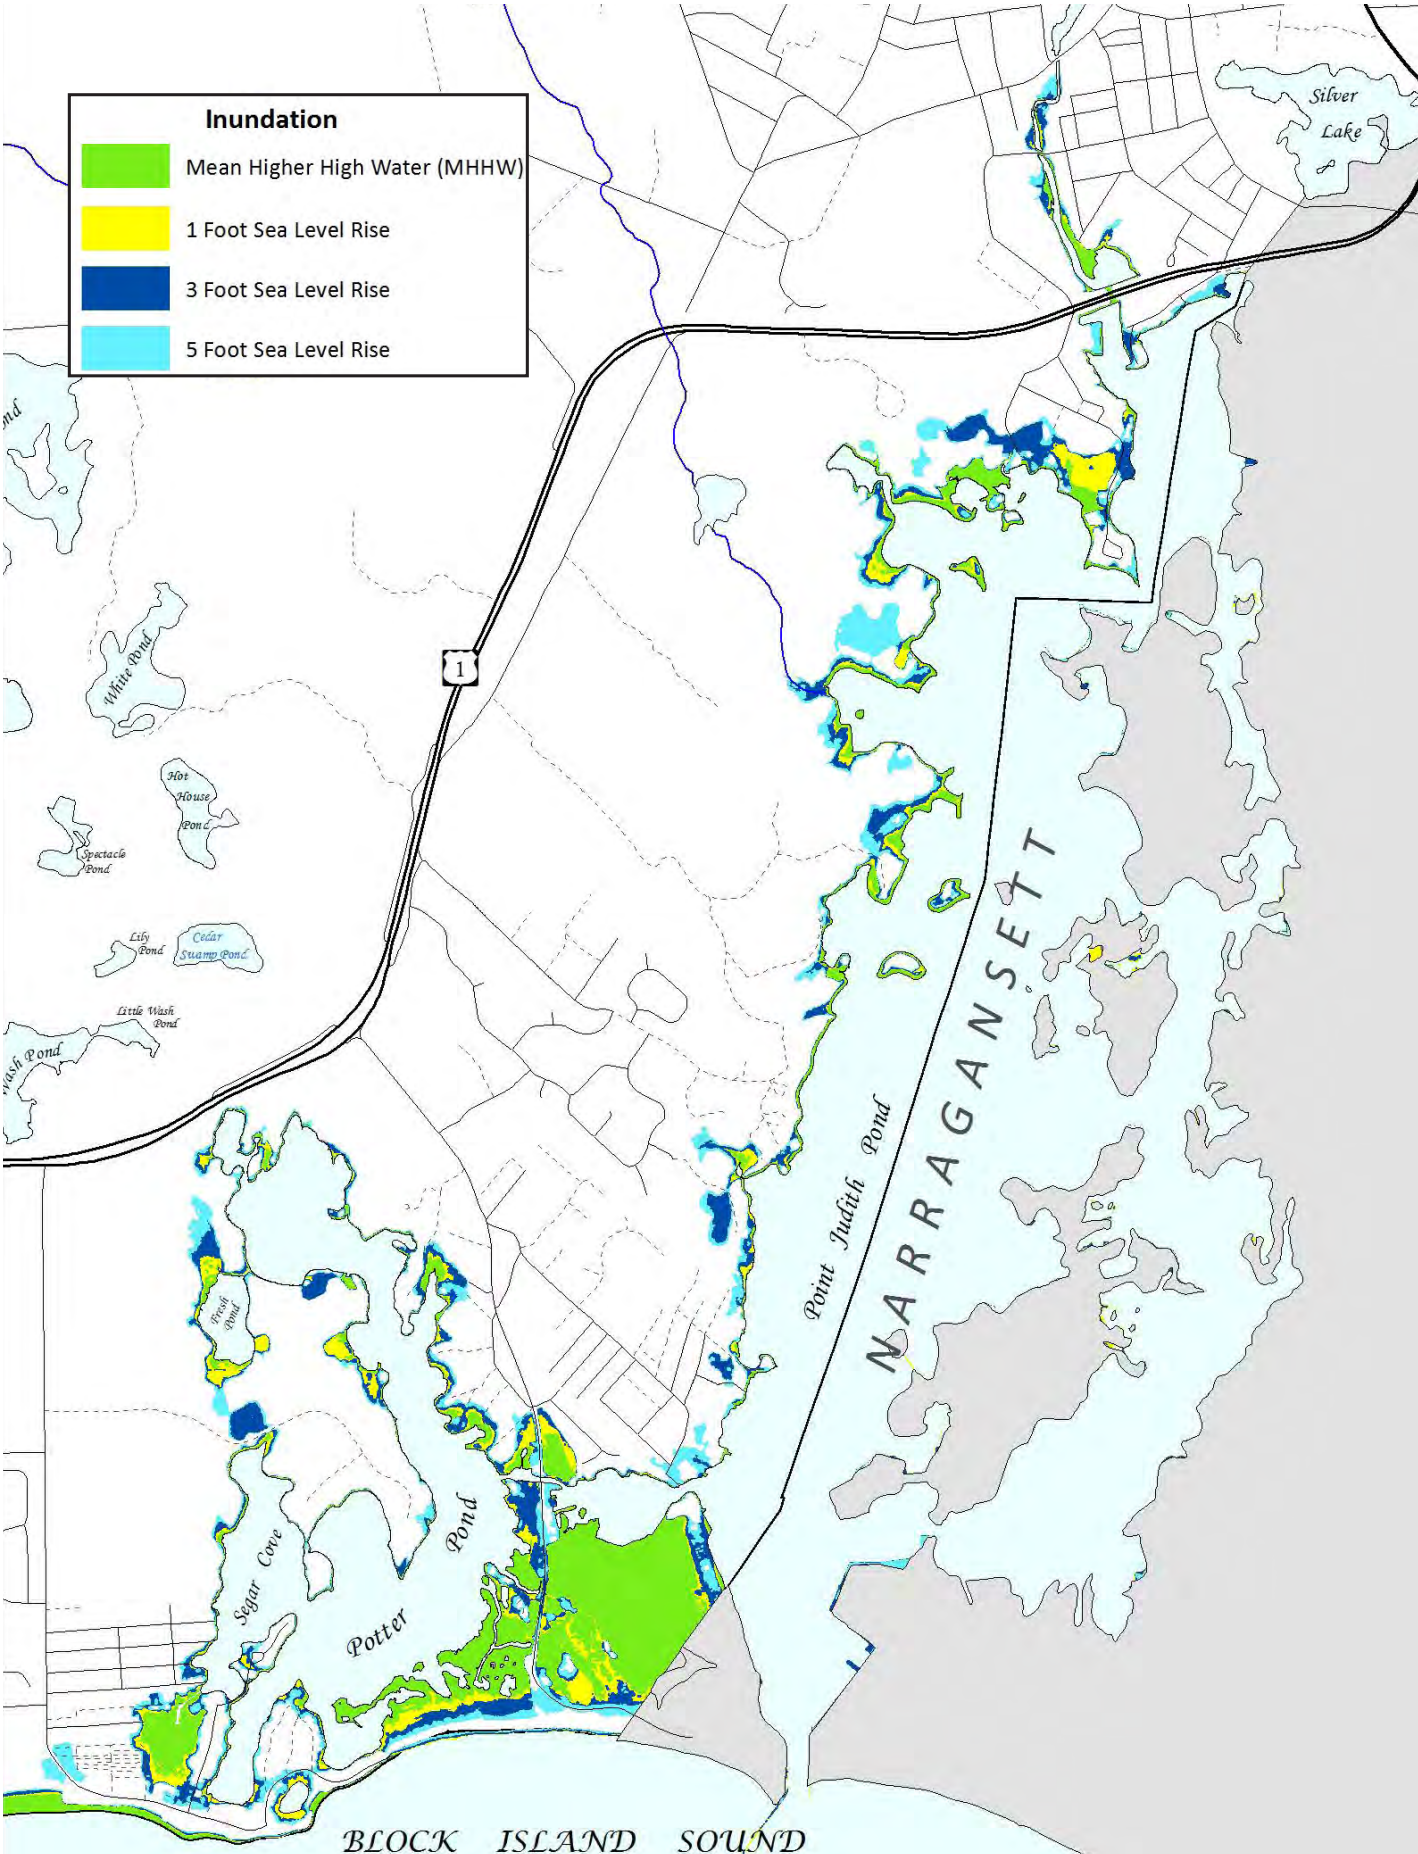 Inundation
Mean Higher High Water (MHHW)
1 Foot Sea Level Rise
3 Foot Sea Level Rise
5 Foot Sea Level Rise
Silver
Lake
1
White Pond
Hot
House
Pond
Spectacle
Pond
Lily
Pond
Cedar
Swamp Pond
Little Wash
Pond
Wash Pond
NARRAGANSETT
Point Judith Pond
Fresh
Pond
Segar Cove
Potter Pond
BLOCK ISLAND SOUND